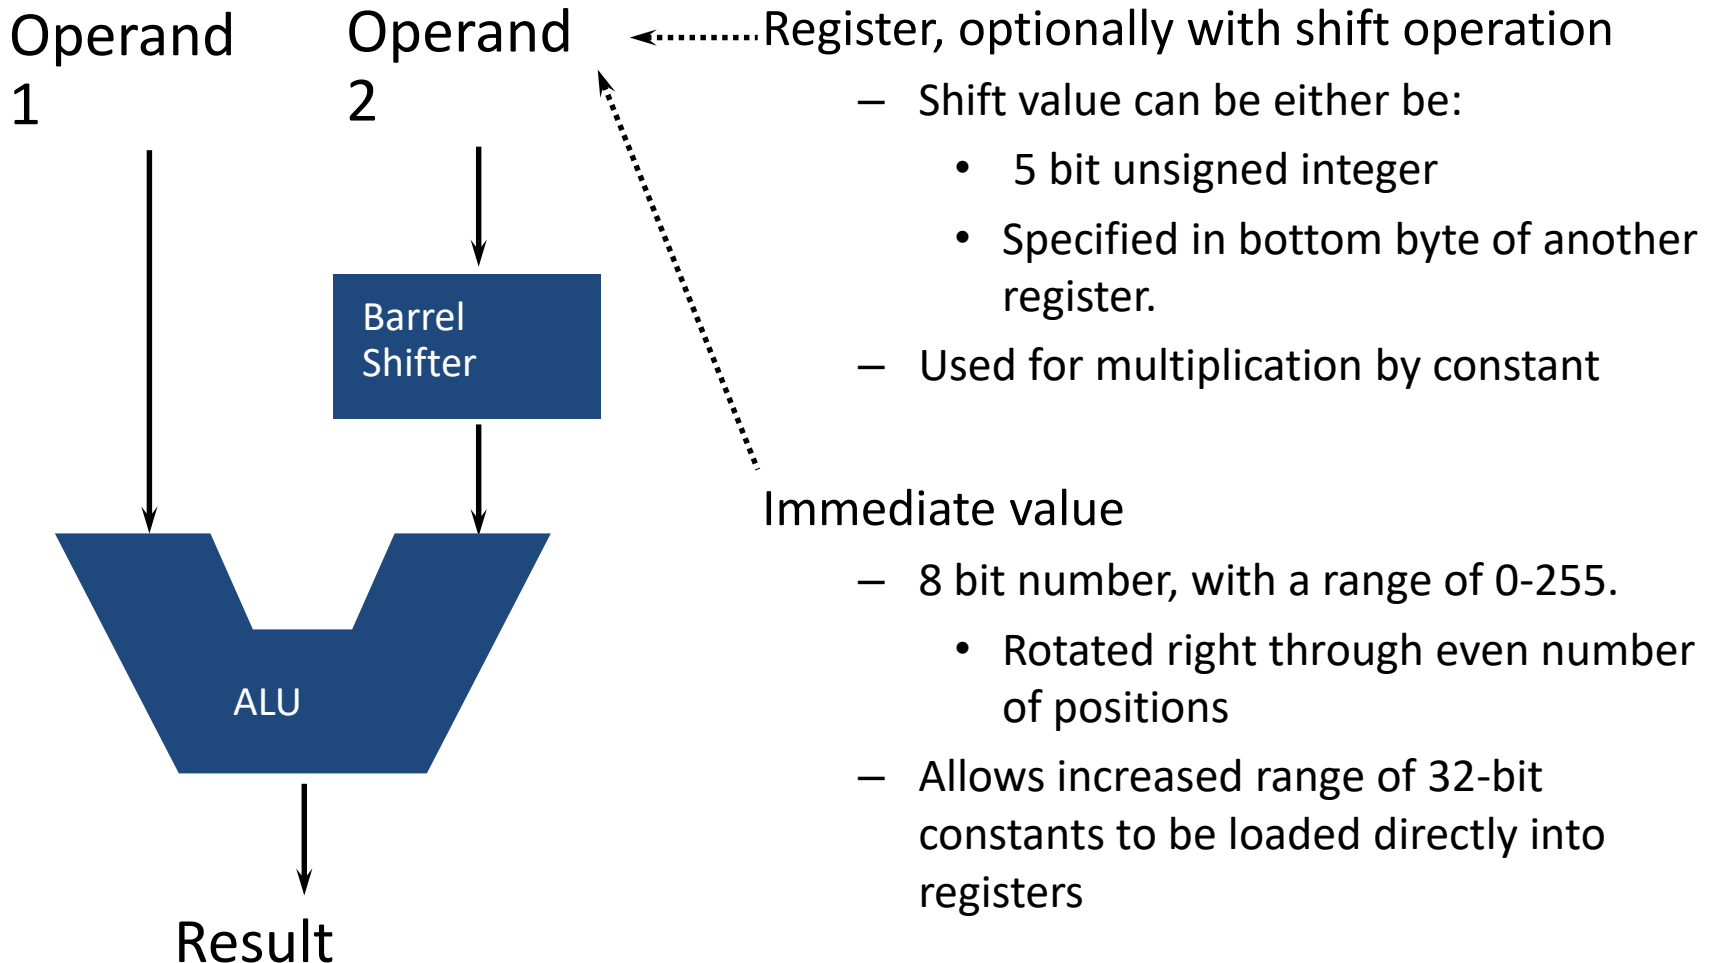 Operand
1
Operand
2
Register, optionally with shift operation
– Shift value can be either be:
• 5 bit unsigned integer
• Specified in bottom byte of another
register.
– Used for multiplication by constant
Barrel
Shifter
Immediate value
– 8 bit number, with a range of 0-255.
• Rotated right through even number
of positions
– Allows increased range of 32-bit
constants to be loaded directly into
registers
ALU
Result